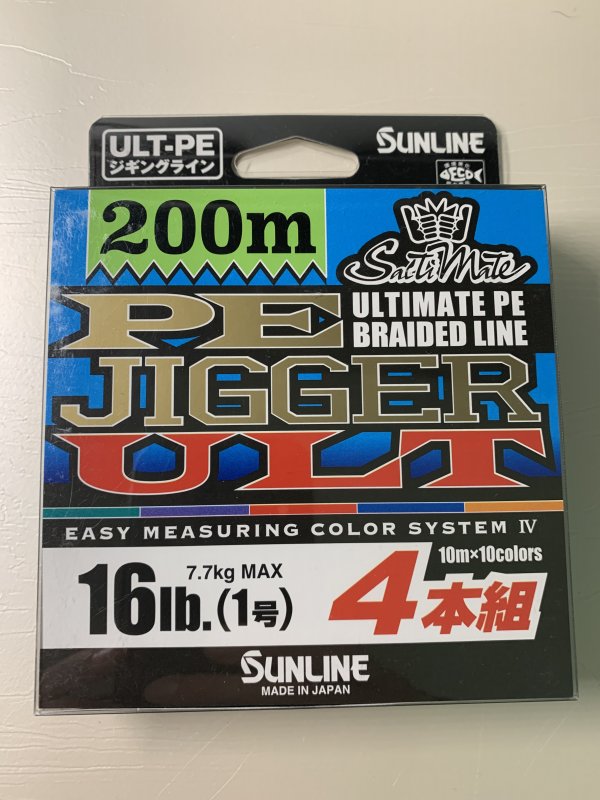 ULT-PE
ジギングライン
SUNLINE
ECO
200m
SaltiMate
PE
ULTIMATE PE
BRAIDED LINE
JIGGER
ULT
EASY MEASURING COLOR SYSTEM IV
16lb.(1号)
7.7kg MAX
4本組
10m×10colors
SUNLINE
MADE IN JAPAN